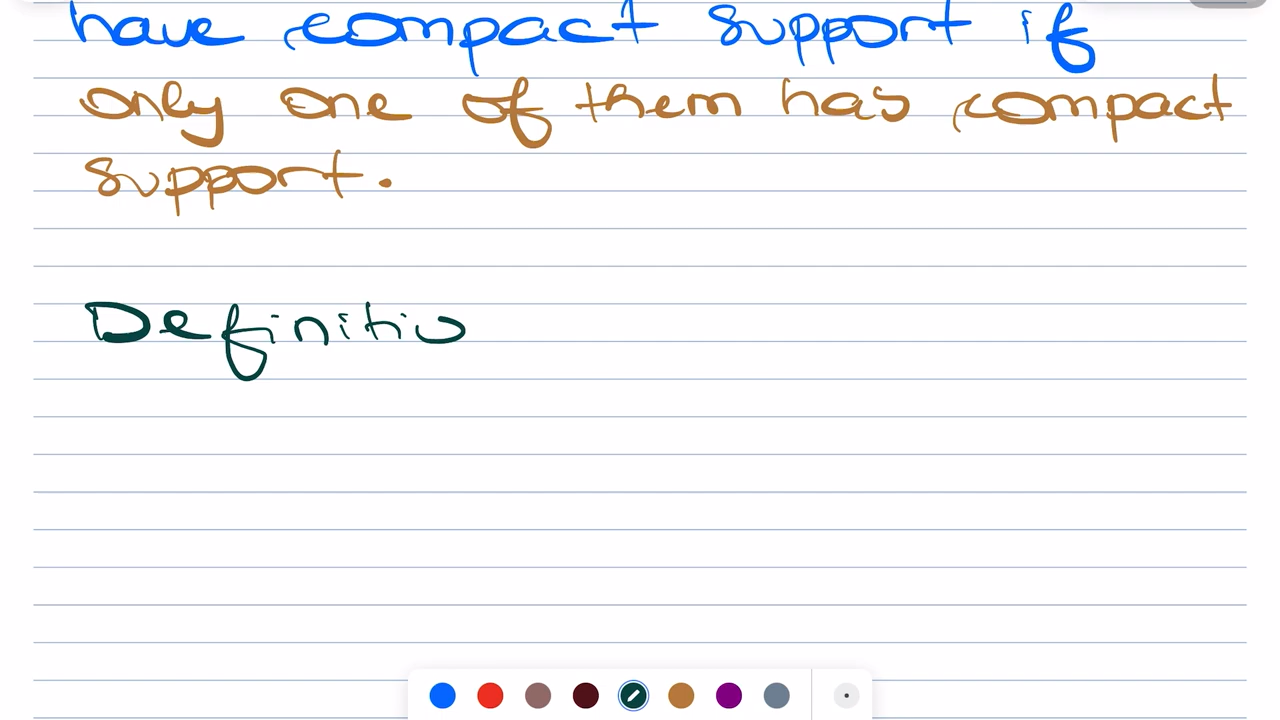 have compact support if
only one of them has compact
support.
Definitio